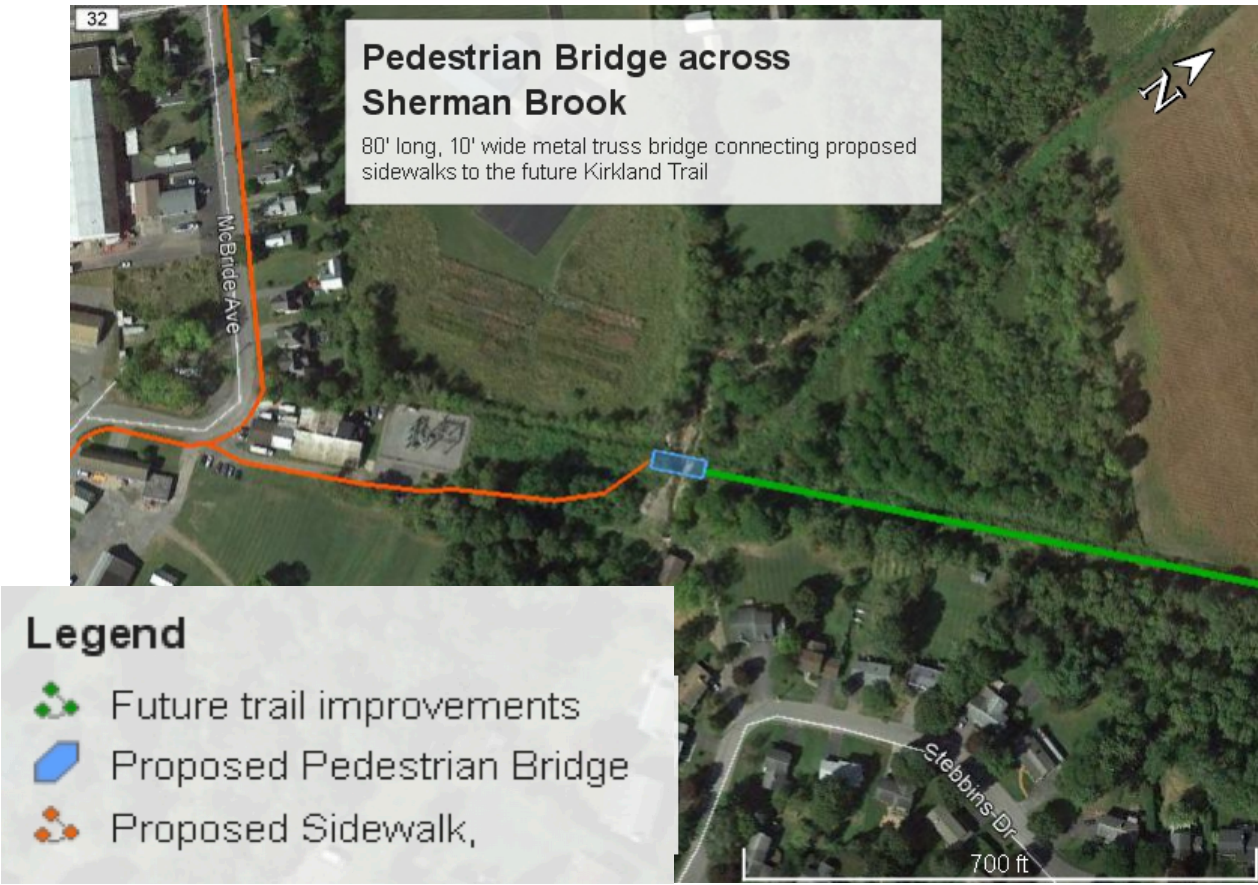 32
Pedestrian Bridge across
Sherman Brook
80' long, 10' wide metal truss bridge connecting proposed
sidewalks to the future Kirkland Trail
N
McBride Ave
Legend
Future trail improvements
Proposed Pedestrian Bridge
Proposed Sidewalk,
Stebbins Dr
700 ft